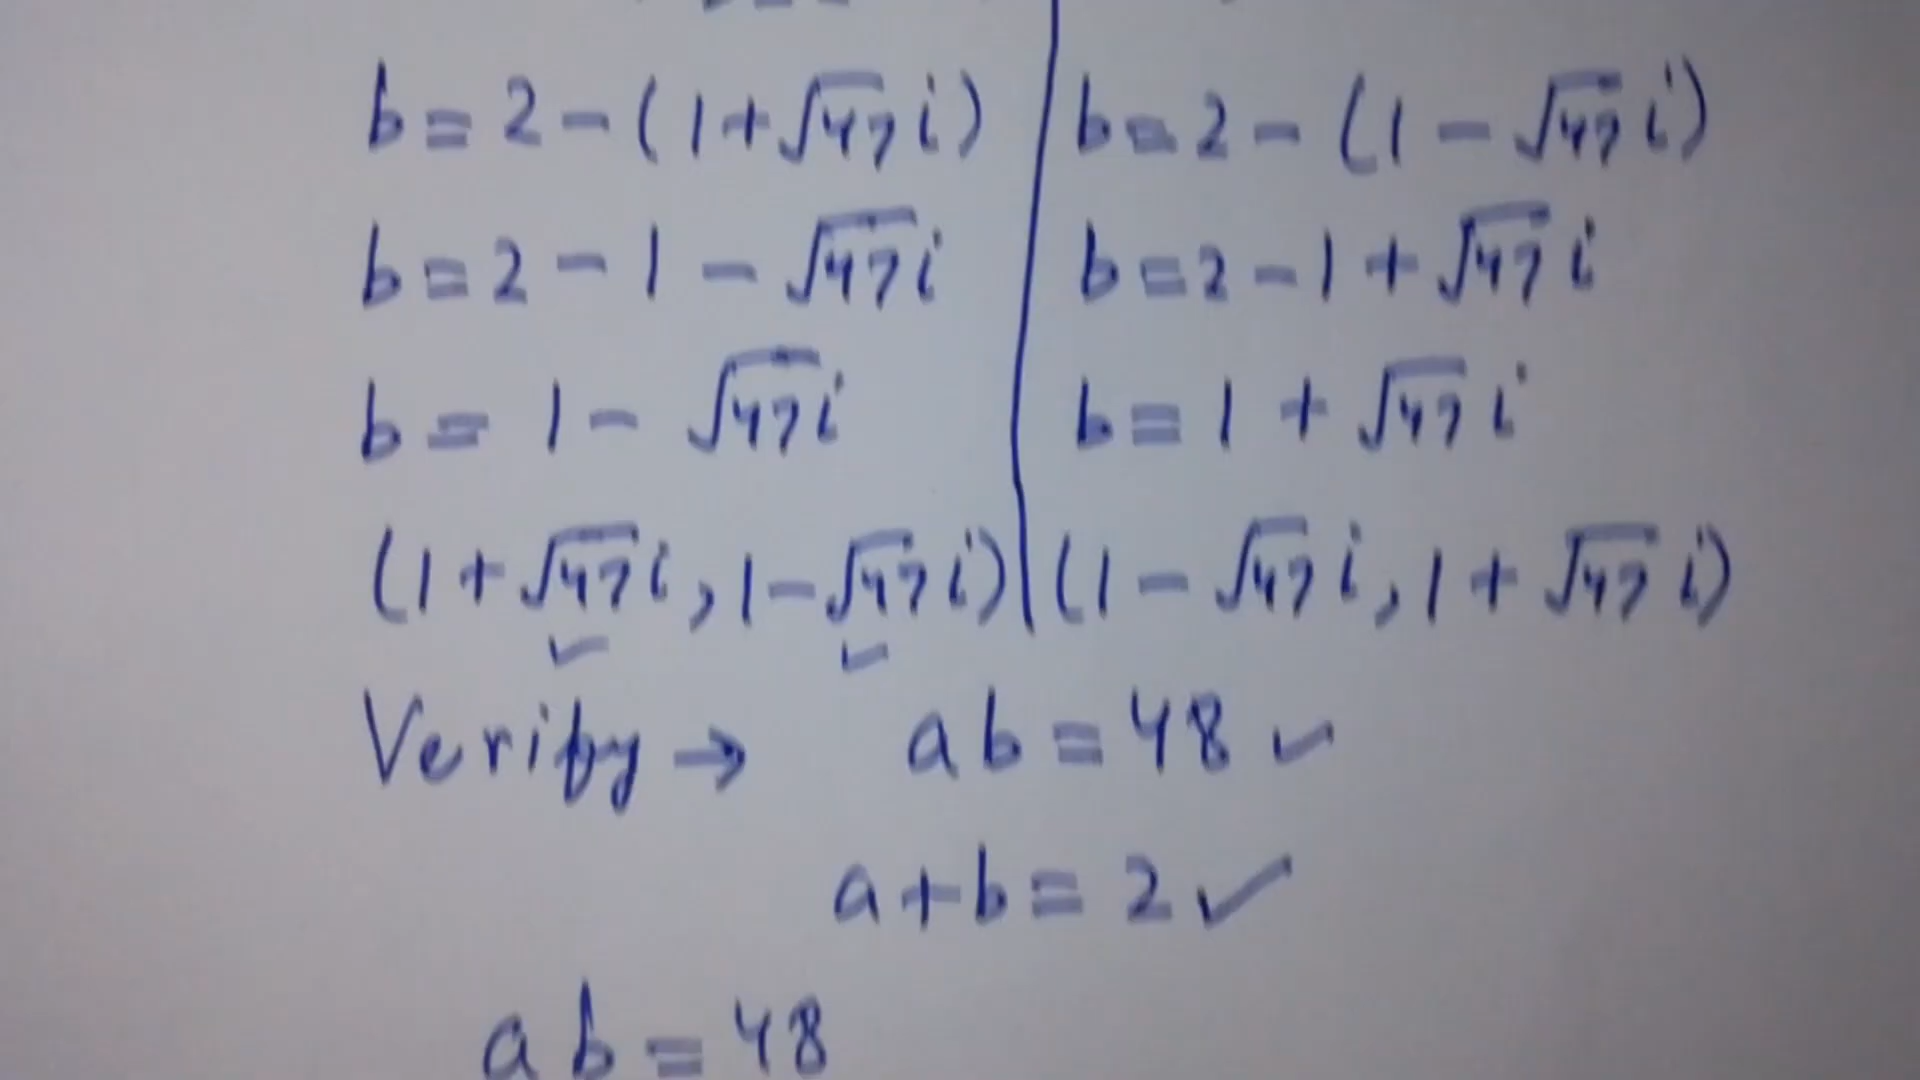 b = 2 - (1 + √47 i)
b = 2 - 1 - √47 i
b = 1 - √47 i
(1 + √47 i, 1 - √47 i)
b = 2 - (1 - √47 i)
b = 2 - 1 + √47 i
b = 1 + √47 i
(1 - √47 i, 1 + √47 i)
Verify → ab = 48 ✓
a + b = 2 ✓
ab = 48